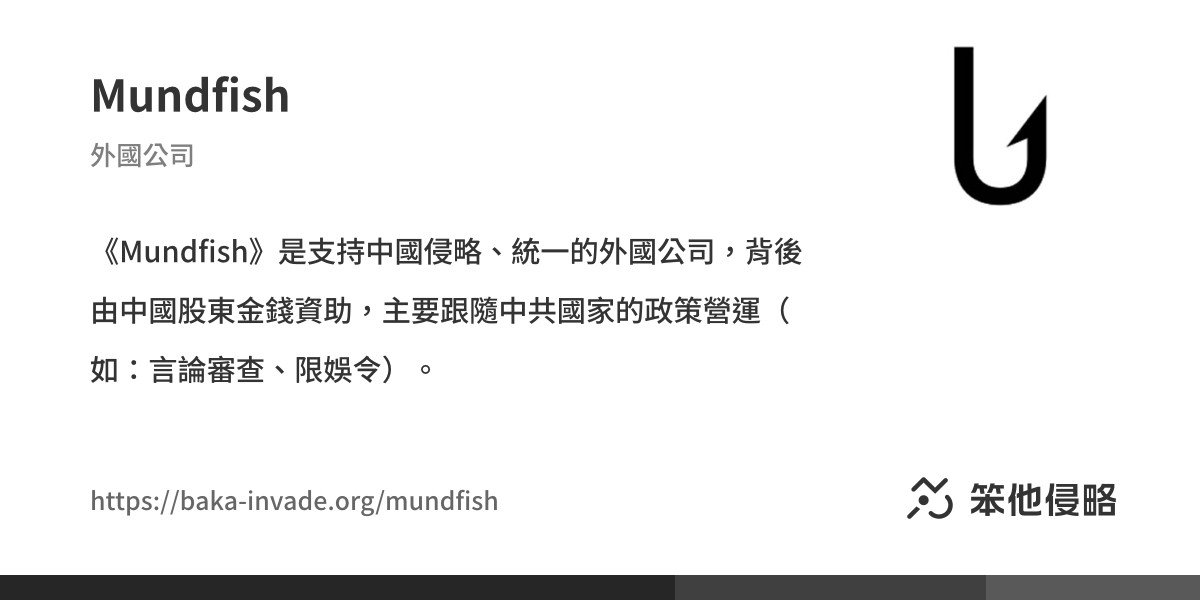 Mundfish
外國公司
《Mundfish》是支持中國侵略、統一的外國公司，背後
由中國股東金錢資助，主要跟隨中共國家的政策營運（
如：言論審查、限娛令）。
https://baka-invade.org/mundfish
笨他侵略